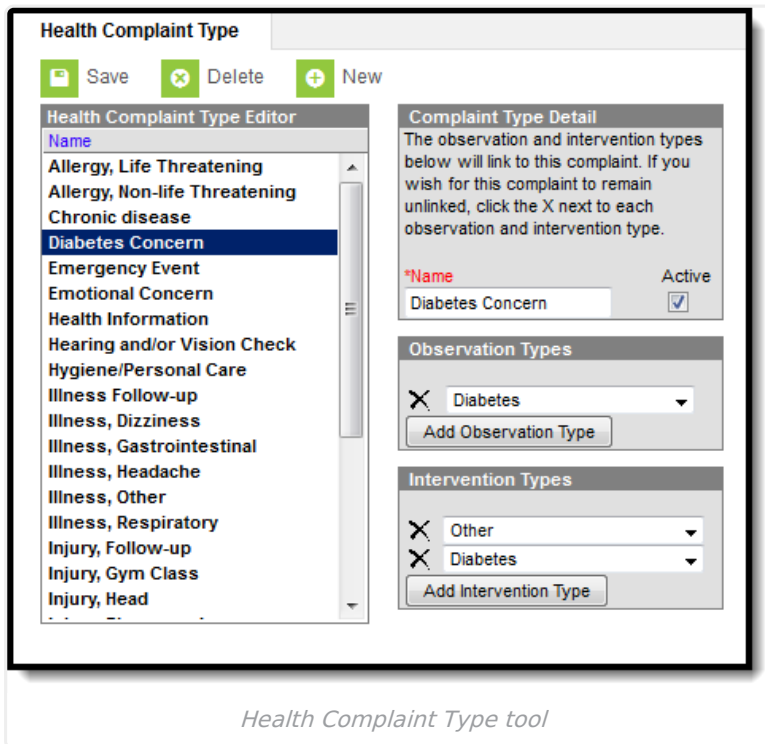 Health Complaint Type
Save Delete New
Health Complaint Type Editor
Name
Allergy, Life Threatening
Allergy, Non-life Threatening
Chronic disease
Diabetes Concern
Emergency Event
Emotional Concern
Health Information
Hearing and/or Vision Check
Hygiene/Personal Care
Illness Follow-up
Illness, Dizziness
Illness, Gastrointestinal
Illness, Headache
Illness, Other
Illness, Respiratory
Injury, Follow-up
Injury, Gym Class
Injury, Head
Complaint Type Detail
The observation and intervention types
below will link to this complaint. If you
wish for this complaint to remain
unlinked, click the X next to each
observation and intervention type.
*Name Active
Diabetes Concern
Observation Types
Diabetes
Add Observation Type
Intervention Types
Other
Diabetes
Add Intervention Type
Health Complaint Type tool